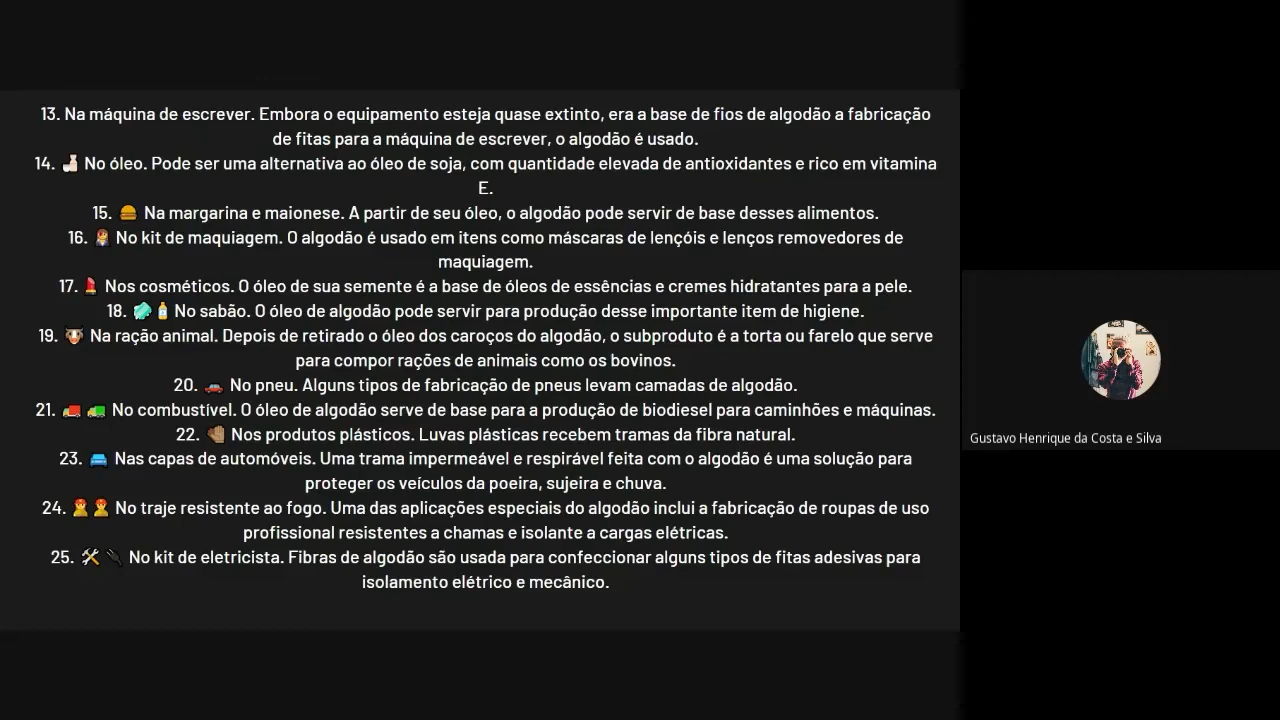 13. Na máquina de escrever. Embora o equipamento esteja quase extinto, era a base de fios de algodão a fabricação
de fitas para a máquina de escrever, o algodão é usado.
14. 🍶 No óleo. Pode ser uma alternativa ao óleo de soja, com quantidade elevada de antioxidantes e rico em vitamina
E.
15. 🍔 Na margarina e maionese. A partir de seu óleo, o algodão pode servir de base desses alimentos.
16. 👰 No kit de maquiagem. O algodão é usado em itens como máscaras de lençóis e lenços removedores de
maquiagem.
17. 💄 Nos cosméticos. O óleo de sua semente é a base de óleos de essências e cremes hidratantes para a pele.
18. 🧼🧴 No sabão. O óleo de algodão pode servir para produção desse importante item de higiene.
19. 🐮 Na ração animal. Depois de retirado o óleo dos caroços do algodão, o subproduto é a torta ou farelo que serve
para compor rações de animais como os bovinos.
20. 🚗 No pneu. Alguns tipos de fabricação de pneus levam camadas de algodão.
21. 🚚 🚛 No combustível. O óleo de algodão serve de base para a produção de biodiesel para caminhões e máquinas.
22. 🤚🏽 Nos produtos plásticos. Luvas plásticas recebem tramas da fibra natural.
23. 🚘 Nas capas de automóveis. Uma trama impermeável e respirável feita com o algodão é uma solução para
proteger os veículos da poeira, sujeira e chuva.
24. 👷👷 No traje resistente ao fogo. Uma das aplicações especiais do algodão inclui a fabricação de roupas de uso
profissional resistentes a chamas e isolante a cargas elétricas.
25. 🛠 🔌 No kit de eletricista. Fibras de algodão são usada para confeccionar alguns tipos de fitas adesivas para
isolamento elétrico e mecânico.
Gustavo Henrique da Costa e Silva